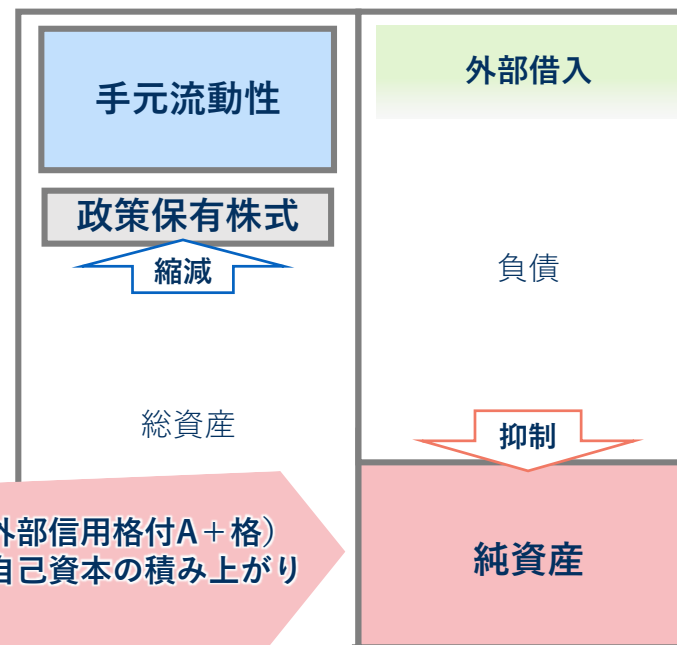 手元流動性
政策保有株式
縮減
総資産
外部信用格付A＋格）
自己資本の積み上がり
外部借入
負債
抑制
純資産